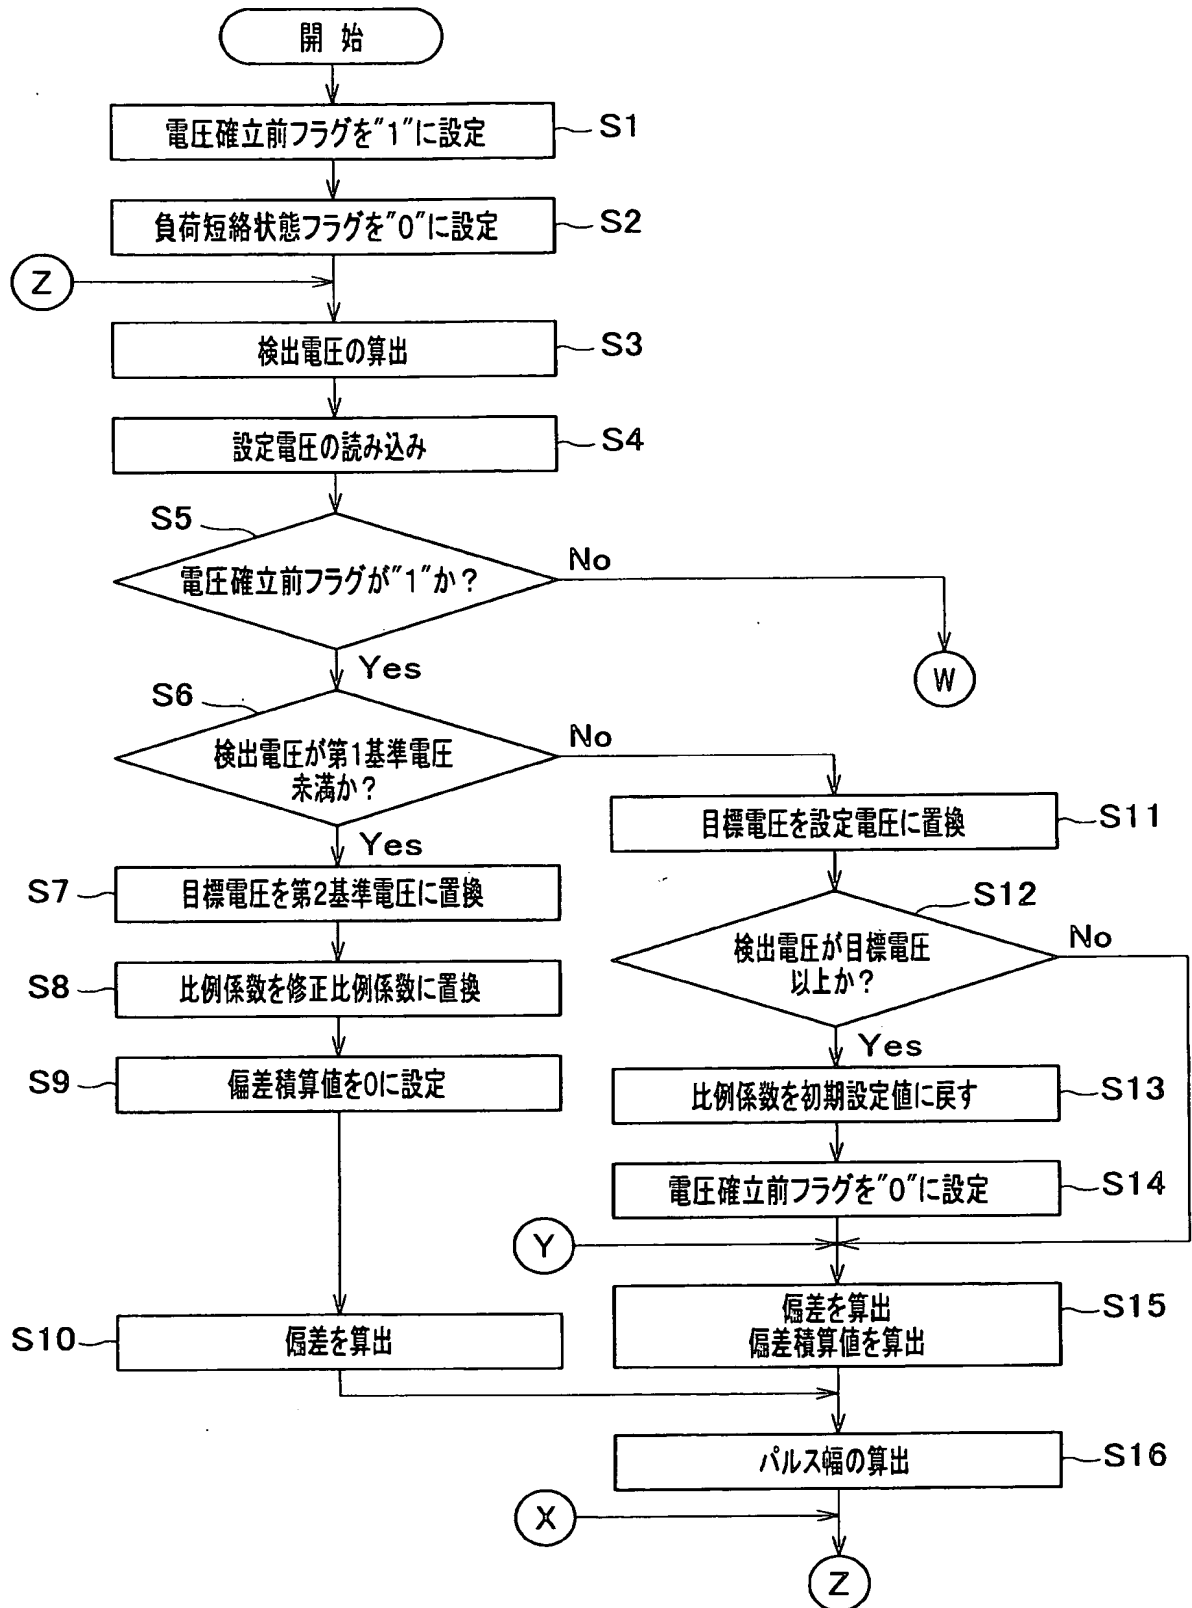 開始
電圧確立前フラグを"1"に設定
S1
負荷短絡状態フラグを"0"に設定
S2
Z
検出電圧の算出
S3
設定電圧の読み込み
S4
S5
電圧確立前フラグが"1"か？
No
W
Yes
S6
検出電圧が第1基準電圧
未満か？
No
Yes
目標電圧を設定電圧に置換
S11
S7
目標電圧を第2基準電圧に置換
S12
検出電圧が目標電圧
以上か？
No
S8
比例係数を修正比例係数に置換
Yes
S9
偏差積算値を0に設定
比例係数を初期設定値に戻す
S13
電圧確立前フラグを"0"に設定
S14
Y
S10
偏差を算出
偏差を算出
偏差積算値を算出
S15
パルス幅の算出
S16
X
Z